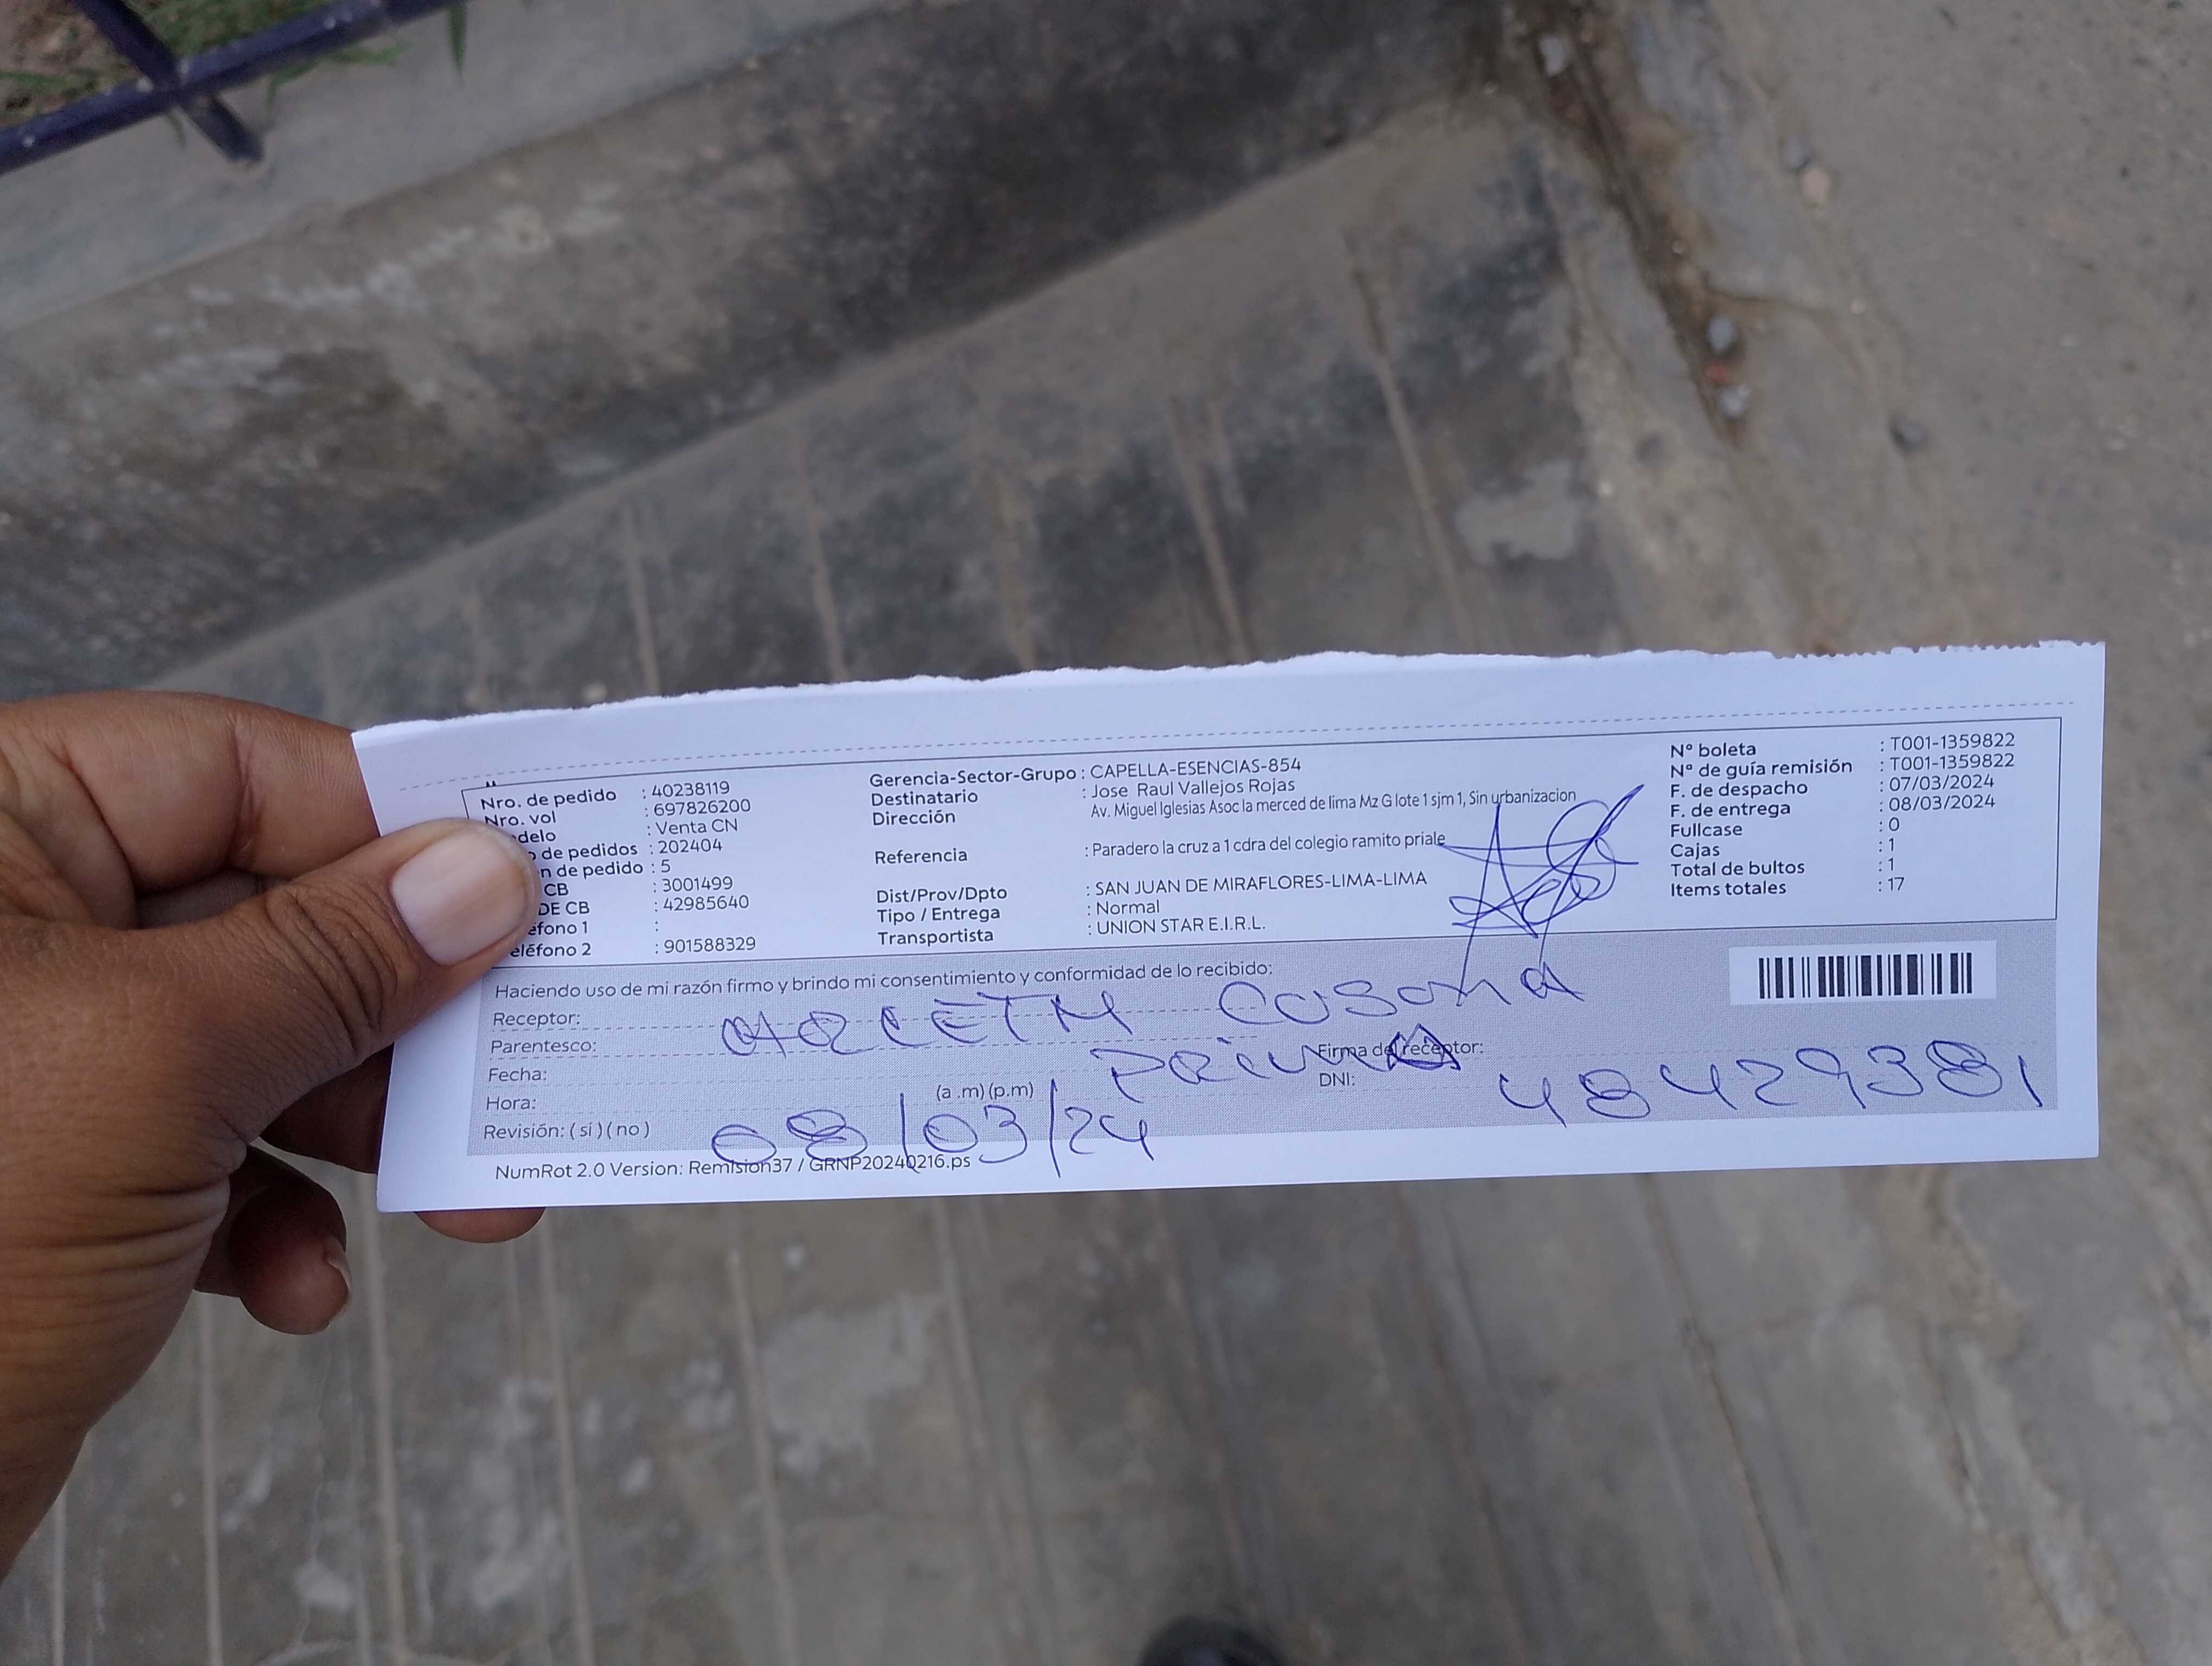 Nro. de pedido : 40238119
Nro. vol : 697826200
delo : Venta CN
de pedidos : 202404
n de pedido : 5
CB : 3001499
DE CB : 42985640
éfono 1 :
eléfono 2 : 901588329
Gerencia-Sector-Grupo : CAPELLA-ESENCIAS-854
Destinatario : Jose Raul Vallejos Rojas
Dirección : Av. Miguel Iglesias Asoc la merced de lima Mz G lote 1 sjm 1, Sin urbanizacion
Referencia : Paradero la cruz a 1 cdra del colegio ramito priale
Dist/Prov/Dpto : SAN JUAN DE MIRAFLORES-LIMA-LIMA
Tipo / Entrega : Normal
Transportista : UNION STAR E.I.R.L.
Nº boleta : T001-1359822
Nº de guía remisión : T001-1359822
F. de despacho : 07/03/2024
F. de entrega : 08/03/2024
Fullcase : 0
Cajas : 1
Total de bultos : 1
Items totales : 17
Haciendo uso de mi razón firmo y brindo mi consentimiento y conformidad de lo recibido:
Receptor:
Parentesco: Prima
Fecha: 08/03/24
Hora: (a .m) (p.m)
Revisión: ( si ) ( no )
Firma del receptor:
DNI: 48429381
NumRot 2.0 Version: Remision37 / GRNP20240216.ps